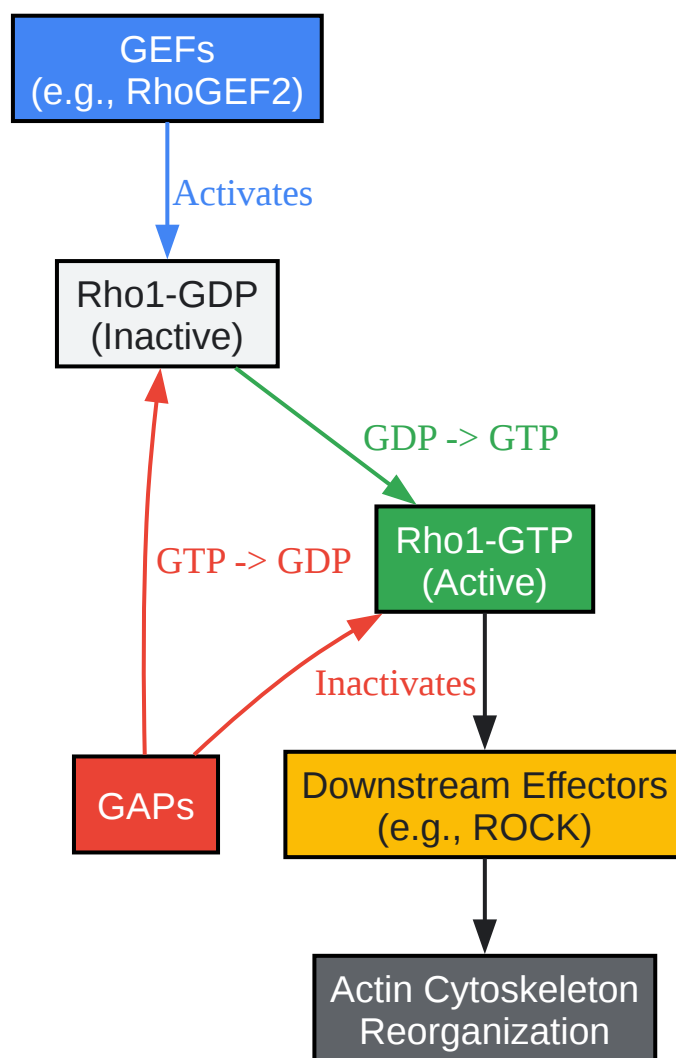 GEFs
(e.g., RhoGEF2)
Activates
Rho1-GDP
(Inactive)
GDP -> GTP
Rho1-GTP
(Active)
GTP -> GDP
Inactivates
GAPs
Downstream Effectors
(e.g., ROCK)
Actin Cytoskeleton
Reorganization